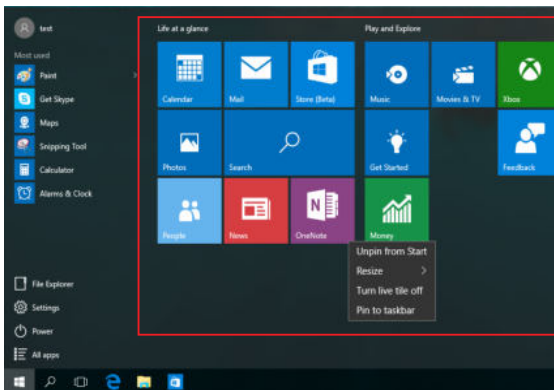 test
Most used
Paint
Get Skype
Maps
Snipping Tool
Calculator
Alarms & Clock
File Explorer
Settings
Power
All apps
Life at a glance
Calendar
Mail
Store (Beta)
Photos
Search
People
News
OneNote
Play and Explore
Music
Movies & TV
Xbox
Get Started
Feedback
Money
Unpin from Start
Resize
Turn live tile off
Pin to taskbar